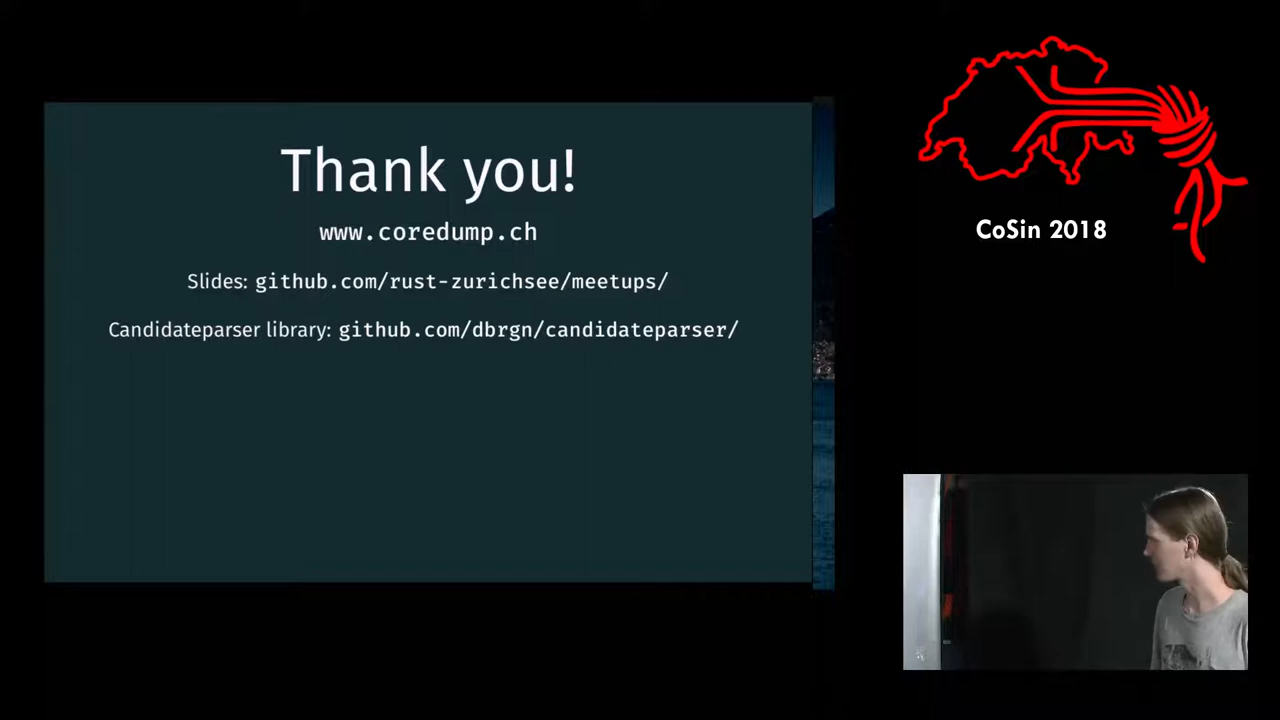 Thank you!
www.coredump.ch
Slides: github.com/rust-zurichsee/meetups/
Candidateparser library: github.com/dbrgn/candidateparser/
CoSin 2018